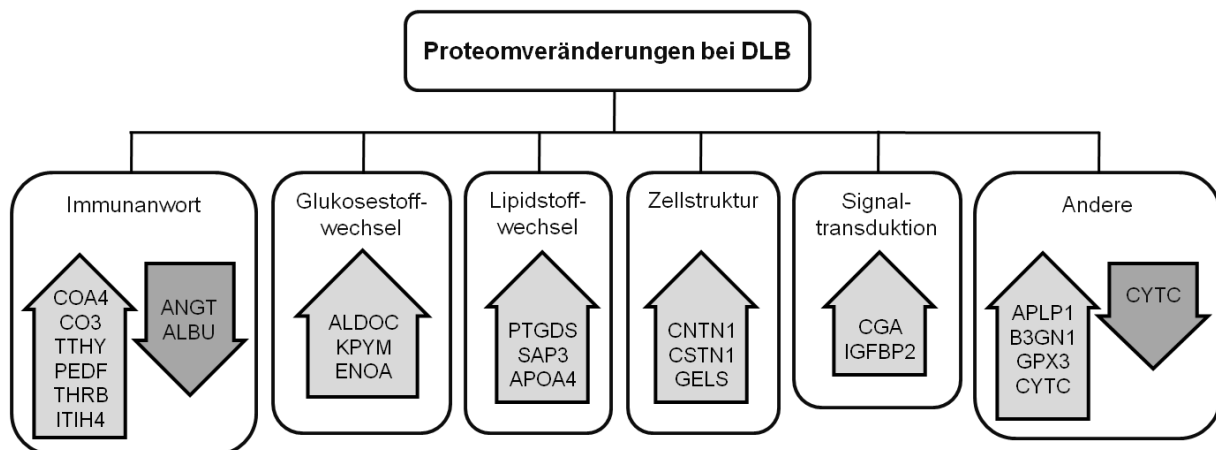 Proteomveränderungen bei DLB
Immunanwort
COA4
CO3
TTHY
PEDF
THRB
ITIH4
ANGT
ALBU
Glukosestoff-
wechsel
ALDOC
KPYM
ENOA
Lipidstoff-
wechsel
PTGDS
SAP3
APOA4
Zellstruktur
CNTN1
CSTN1
GELS
Signal-
transduktion
CGA
IGFBP2
Andere
APLP1
B3GN1
GPX3
CYTC
CYTC